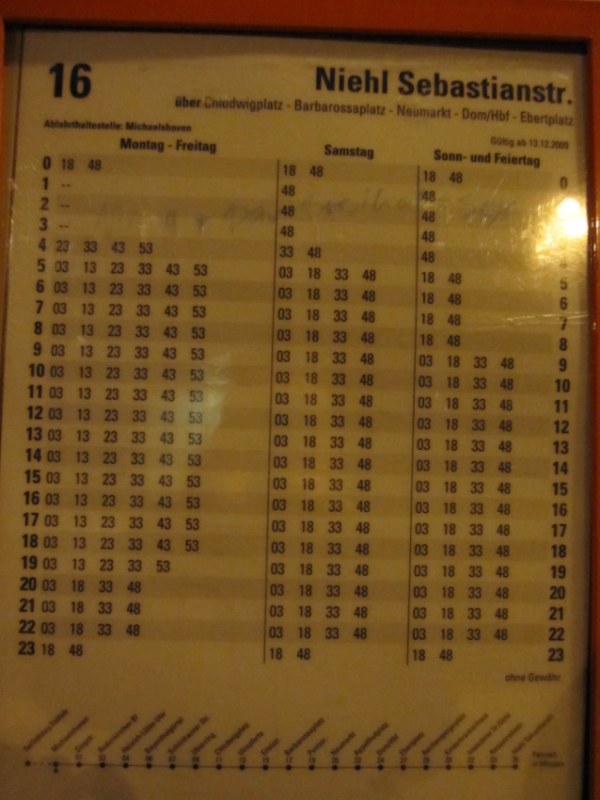 16
Niehl Sebastianstr.
über Chlodwigplatz - Barbarossaplatz - Neumarkt - Dom/Hbf - Ebertplatz
Abfahrthaltestelle: Michaelshoven
Gültig ab 13.12.2009
Montag - Freitag Samstag Sonn- und Feiertag
0 18 48 18 48 18 48 0
1 -- 48 48
2 -- 48 48
3 -- 48 48
4 23 33 43 53 33 48 48
5 03 13 23 33 43 53 03 18 33 48 18 48 5
6 03 13 23 33 43 53 03 18 33 48 18 48 6
7 03 13 23 33 43 53 03 18 33 48 18 48 7
8 03 13 23 33 43 53 03 18 33 48 18 48 8
9 03 13 23 33 43 53 03 18 33 48 03 18 33 48 9
10 03 13 23 33 43 53 03 18 33 48 03 18 33 48 10
11 03 13 23 33 43 53 03 18 33 48 03 18 33 48 11
12 03 13 23 33 43 53 03 18 33 48 03 18 33 48 12
13 03 13 23 33 43 53 03 18 33 48 03 18 33 48 13
14 03 13 23 33 43 53 03 18 33 48 03 18 33 48 14
15 03 13 23 33 43 53 03 18 33 48 03 18 33 48 15
16 03 13 23 33 43 53 03 18 33 48 03 18 33 48 16
17 03 13 23 33 43 53 03 18 33 48 03 18 33 48 17
18 03 13 23 33 43 53 03 18 33 48 03 18 33 48 18
19 03 13 23 33 53 03 18 33 48 03 18 33 48 19
20 03 18 33 48 03 18 33 48 03 18 33 48 20
21 03 18 33 48 03 18 33 48 03 18 33 48 21
22 03 18 33 48 03 18 33 48 03 18 33 48 22
23 18 48 18 48 18 48 23
ohne Gewähr